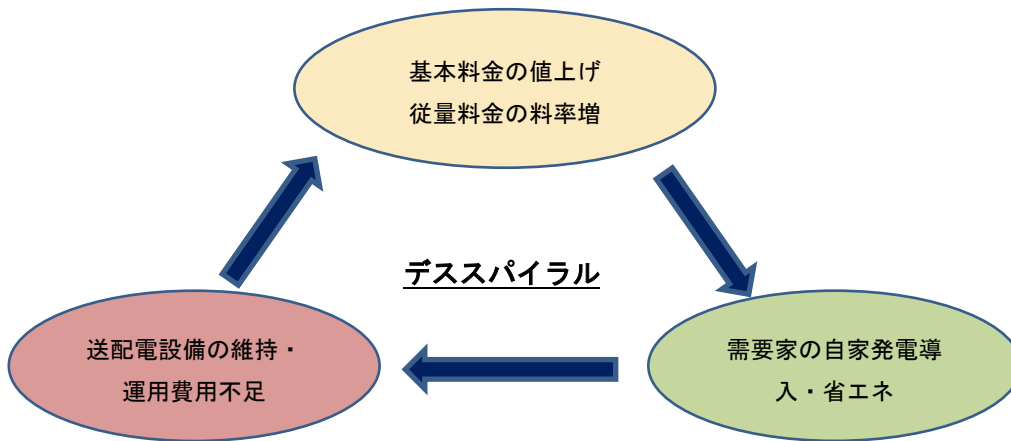 基本料金の値上げ
従量料金の料率増
デススパイラル
送配電設備の維持・
運用費用不足
需要家の自家発電導
入・省エネ